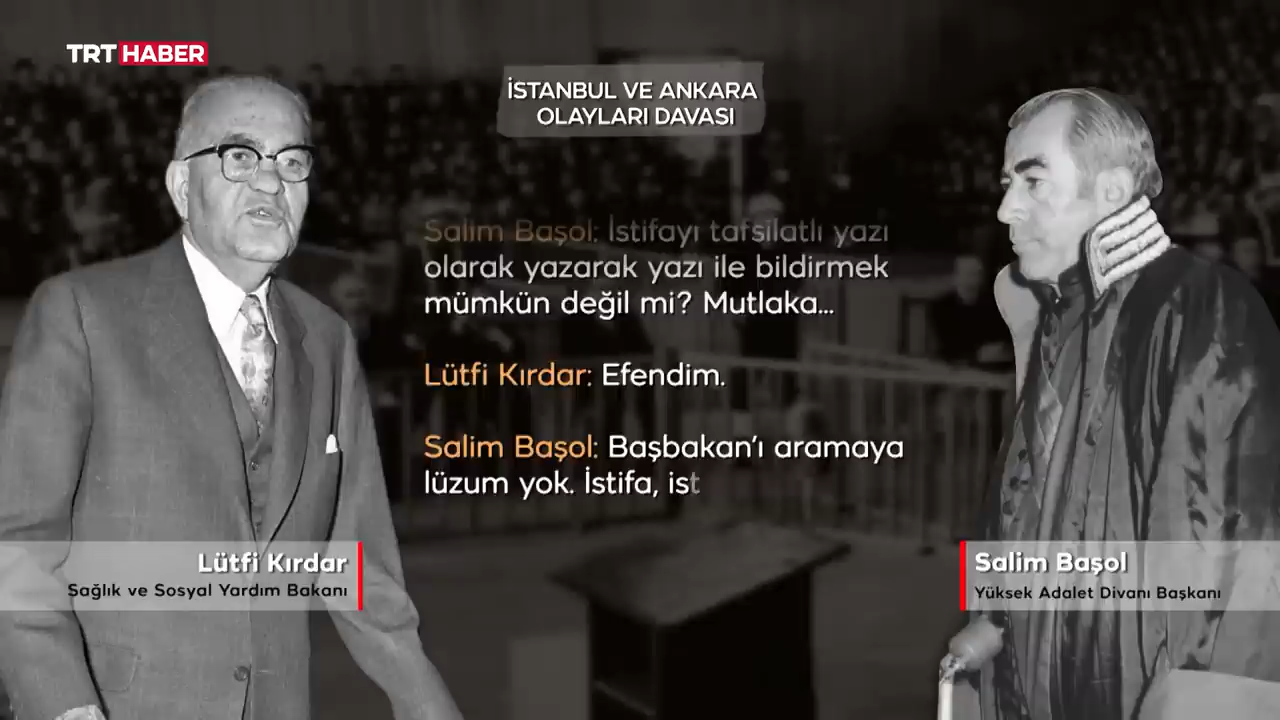 TRT HABER
İSTANBUL VE ANKARA
OLAYLARI DAVASI
Salim Başol: İstifayı tafsilatlı yazı
olarak yazarak yazı ile bildirmek
mümkün değil mi? Mutlaka...
Lütfi Kırdar: Efendim.
Salim Başol: Başbakan'ı aramaya
lüzum yok. İstifa, ist
Lütfi Kırdar
Sağlık ve Sosyal Yardım Bakanı
Salim Başol
Yüksek Adalet Divanı Başkanı